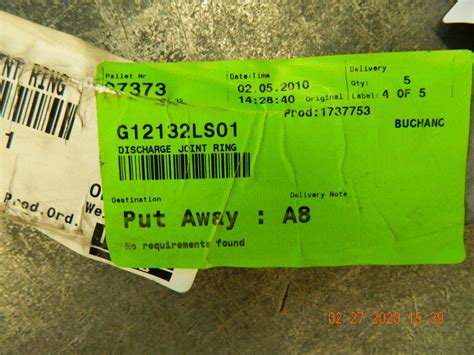 Pallet Nr
Date/Time
Delivery
02.05.2010
Qty: 5
14:28:40 Original Label: 4 OF 5
Prod:1737753
G12132LS01
BUCHANC
DISCHARGE JOINT RING
Destination
Delivery Note
Put Away : A8
No requirements found
NT RING
1
Prod.Ord.
We
02/27/2020 15:38